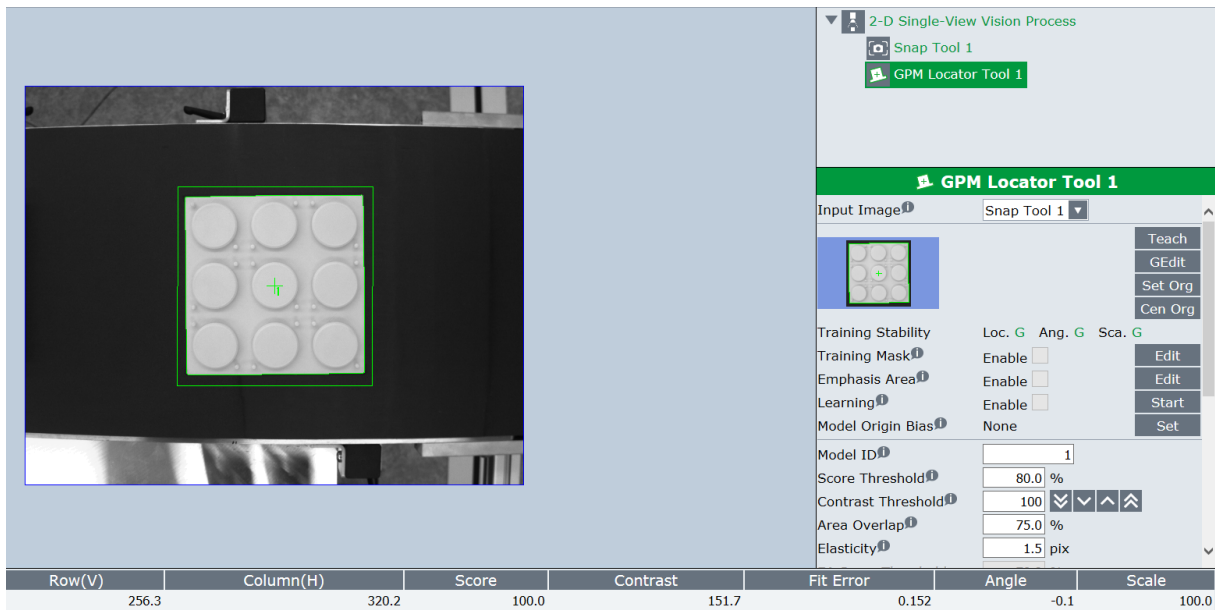 2-D Single-View Vision Process
Snap Tool 1
GPM Locator Tool 1
GPM Locator Tool 1
Input Image Snap Tool 1
Teach
GEdit
Set Org
Cen Org
Training Stability Loc. G Ang. G Sca. G
Training Mask Enable Edit
Emphasis Area Enable Edit
Learning Enable Start
Model Origin Bias None Set
Model ID 1
Score Threshold 80.0 %
Contrast Threshold 100
Area Overlap 75.0 %
Elasticity 1.5 pix
Row(V) Column(H) Score Contrast Fit Error Angle Scale
256.3 320.2 100.0 151.7 0.152 -0.1 100.0